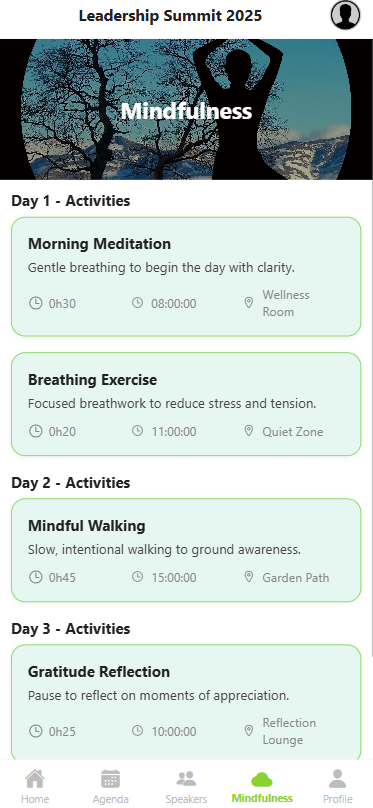 Leadership Summit 2025
Mindfulness
Day 1 - Activities
Morning Meditation
Gentle breathing to begin the day with clarity.
0h30 08:00:00 Wellness
Room
Breathing Exercise
Focused breathwork to reduce stress and tension.
0h20 11:00:00 Quiet Zone
Day 2 - Activities
Mindful Walking
Slow, intentional walking to ground awareness.
0h45 15:00:00 Garden Path
Day 3 - Activities
Gratitude Reflection
Pause to reflect on moments of appreciation.
0h25 10:00:00 Reflection
Lounge
Home Agenda Speakers Mindfulness Profile